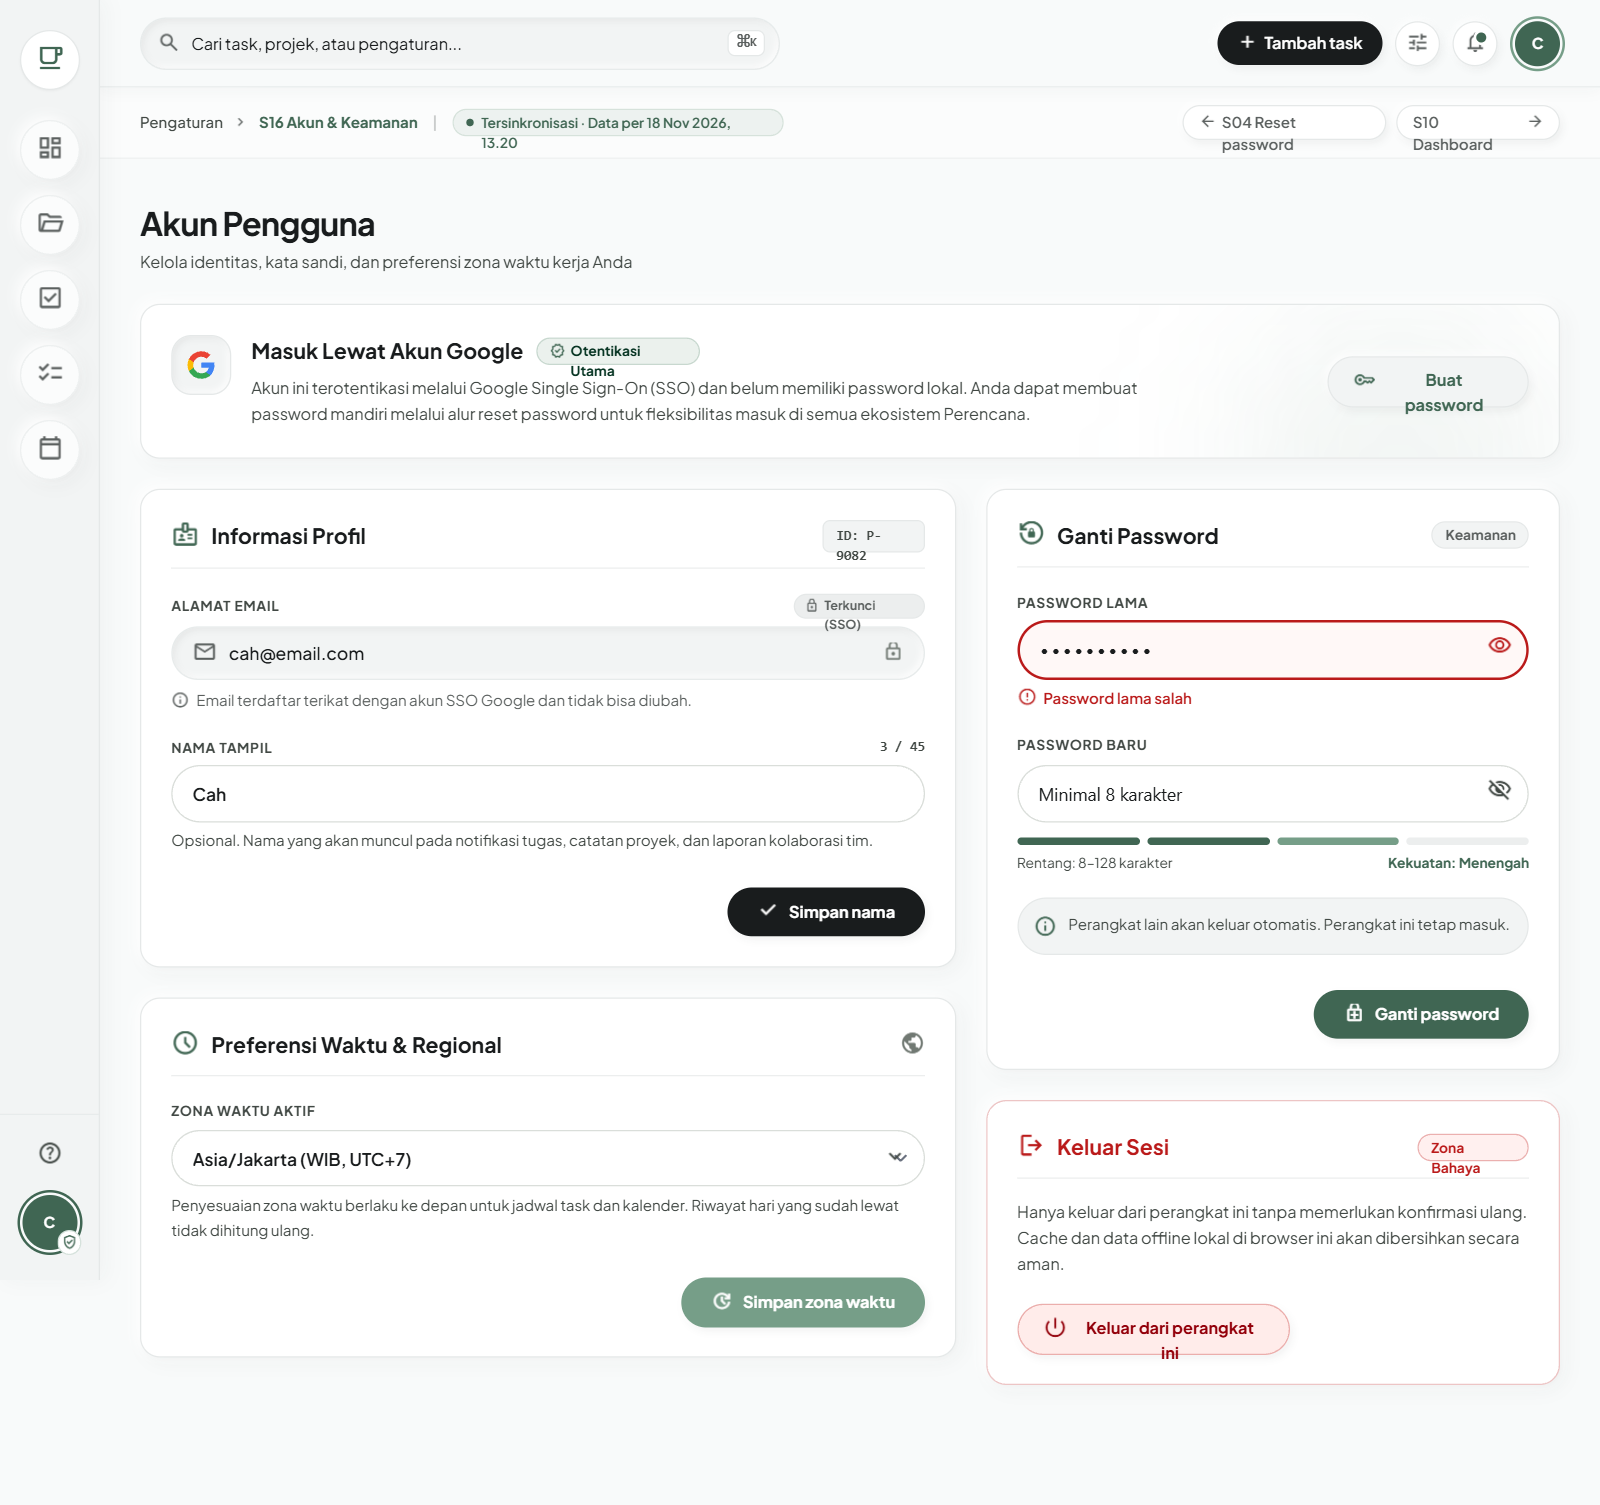 Cari task, projek, atau pengaturan...
⌘K
+ Tambah task
C
Pengaturan
S16 Akun & Keamanan
|
Tersinkronisasi · Data per 18 Nov 2026,
13.20
S04 Reset
password
S10
Dashboard
Akun Pengguna
Kelola identitas, kata sandi, dan preferensi zona waktu kerja Anda
Masuk Lewat Akun Google
Otentikasi
Utama
Akun ini terotentikasi melalui Google Single Sign-On (SSO) dan belum memiliki password lokal. Anda dapat membuat
password mandiri melalui alur reset password untuk fleksibilitas masuk di semua ekosistem Perencana.
Buat
password
Informasi Profil
ID: P-
9082
ALAMAT EMAIL
Terkunci
(SSO)
cah@email.com
Email terdaftar terikat dengan akun SSO Google dan tidak bisa diubah.
NAMA TAMPIL
3 / 45
Cah
Opsional. Nama yang akan muncul pada notifikasi tugas, catatan proyek, dan laporan kolaborasi tim.
Simpan nama
Preferensi Waktu & Regional
ZONA WAKTU AKTIF
Asia/Jakarta (WIB, UTC+7)
Penyesuaian zona waktu berlaku ke depan untuk jadwal task dan kalender. Riwayat hari yang sudah lewat
tidak dihitung ulang.
Simpan zona waktu
Ganti Password
Keamanan
PASSWORD LAMA
••••••••••
Password lama salah
PASSWORD BARU
Minimal 8 karakter
Rentang: 8–128 karakter
Kekuatan: Menengah
Perangkat lain akan keluar otomatis. Perangkat ini tetap masuk.
Ganti password
Keluar Sesi
Zona
Bahaya
Hanya keluar dari perangkat ini tanpa memerlukan konfirmasi ulang.
Cache dan data offline lokal di browser ini akan dibersihkan secara
aman.
Keluar dari perangkat
ini
C